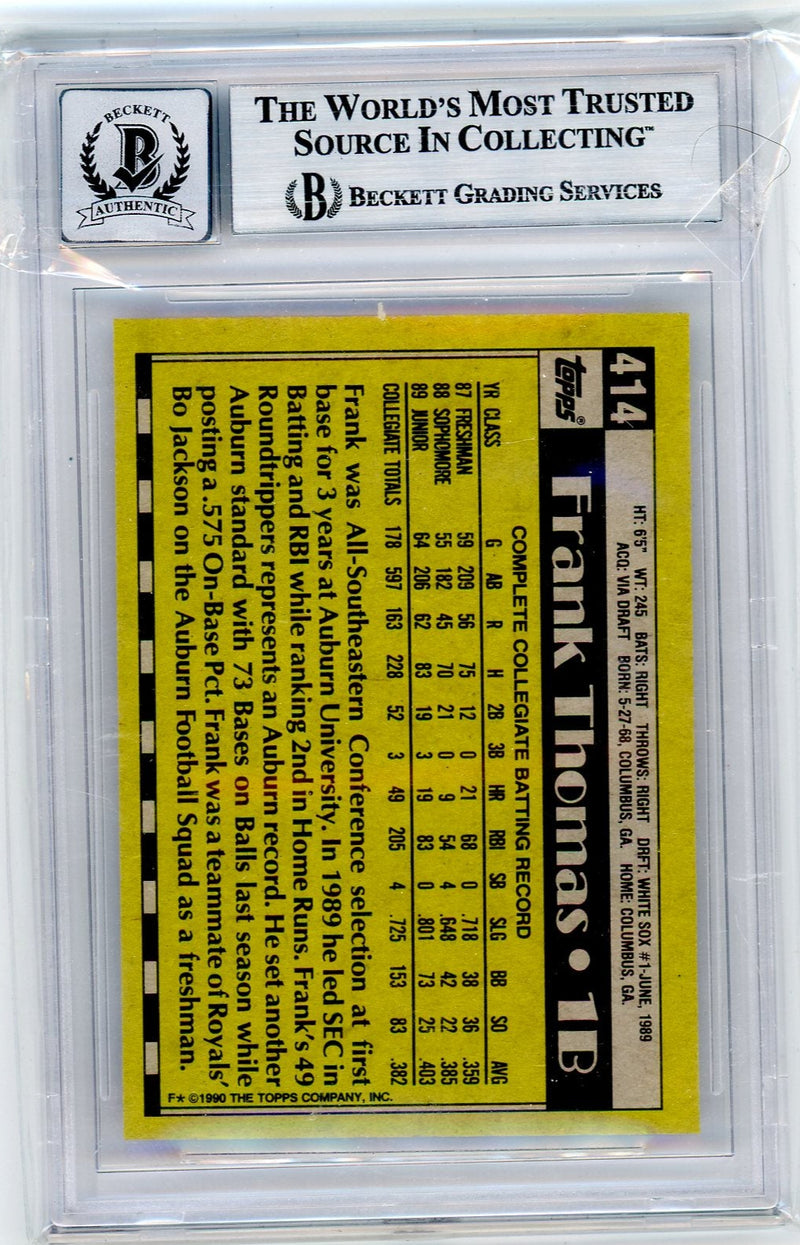 BECKETT
B
AUTHENTIC
THE WORLD'S MOST TRUSTED
SOURCE IN COLLECTING™
B BECKETT GRADING SERVICES
414
HT: 6'5" WT: 245 BATS: RIGHT THROWS: RIGHT DRFT: WHITE SOX #1-JUNE, 1989
ACQ: VIA DRAFT BORN: 5-27-68, COLUMBUS, GA. HOME: COLUMBUS, GA.
topps® Frank Thomas • 1B
COMPLETE COLLEGIATE BATTING RECORD
YR CLASS G AB R H 2B 3B HR RBI SB SLG BB SO AVG
87 FRESHMAN 59 209 56 75 12 0 21 68 0 .718 38 36 .359
88 SOPHOMORE 55 182 45 70 21 0 9 54 4 .648 42 22 .385
89 JUNIOR 64 206 62 83 19 3 19 83 0 .801 73 25 .403
COLLEGIATE TOTALS 178 597 163 228 52 3 49 205 4 .725 153 83 .382
Frank was All-Southeastern Conference selection at first
base for 3 years at Auburn University. In 1989 he led SEC in
Batting and RBI while ranking 2nd in Home Runs. Frank's 49
Roundtrippers represents an Auburn record. He set another
Auburn standard with 73 Bases on Balls last season while
posting a .575 On-Base Pct. Frank was a teammate of Royals'
Bo Jackson on the Auburn Football Squad as a freshman.
F★ ©1990 THE TOPPS COMPANY, INC.